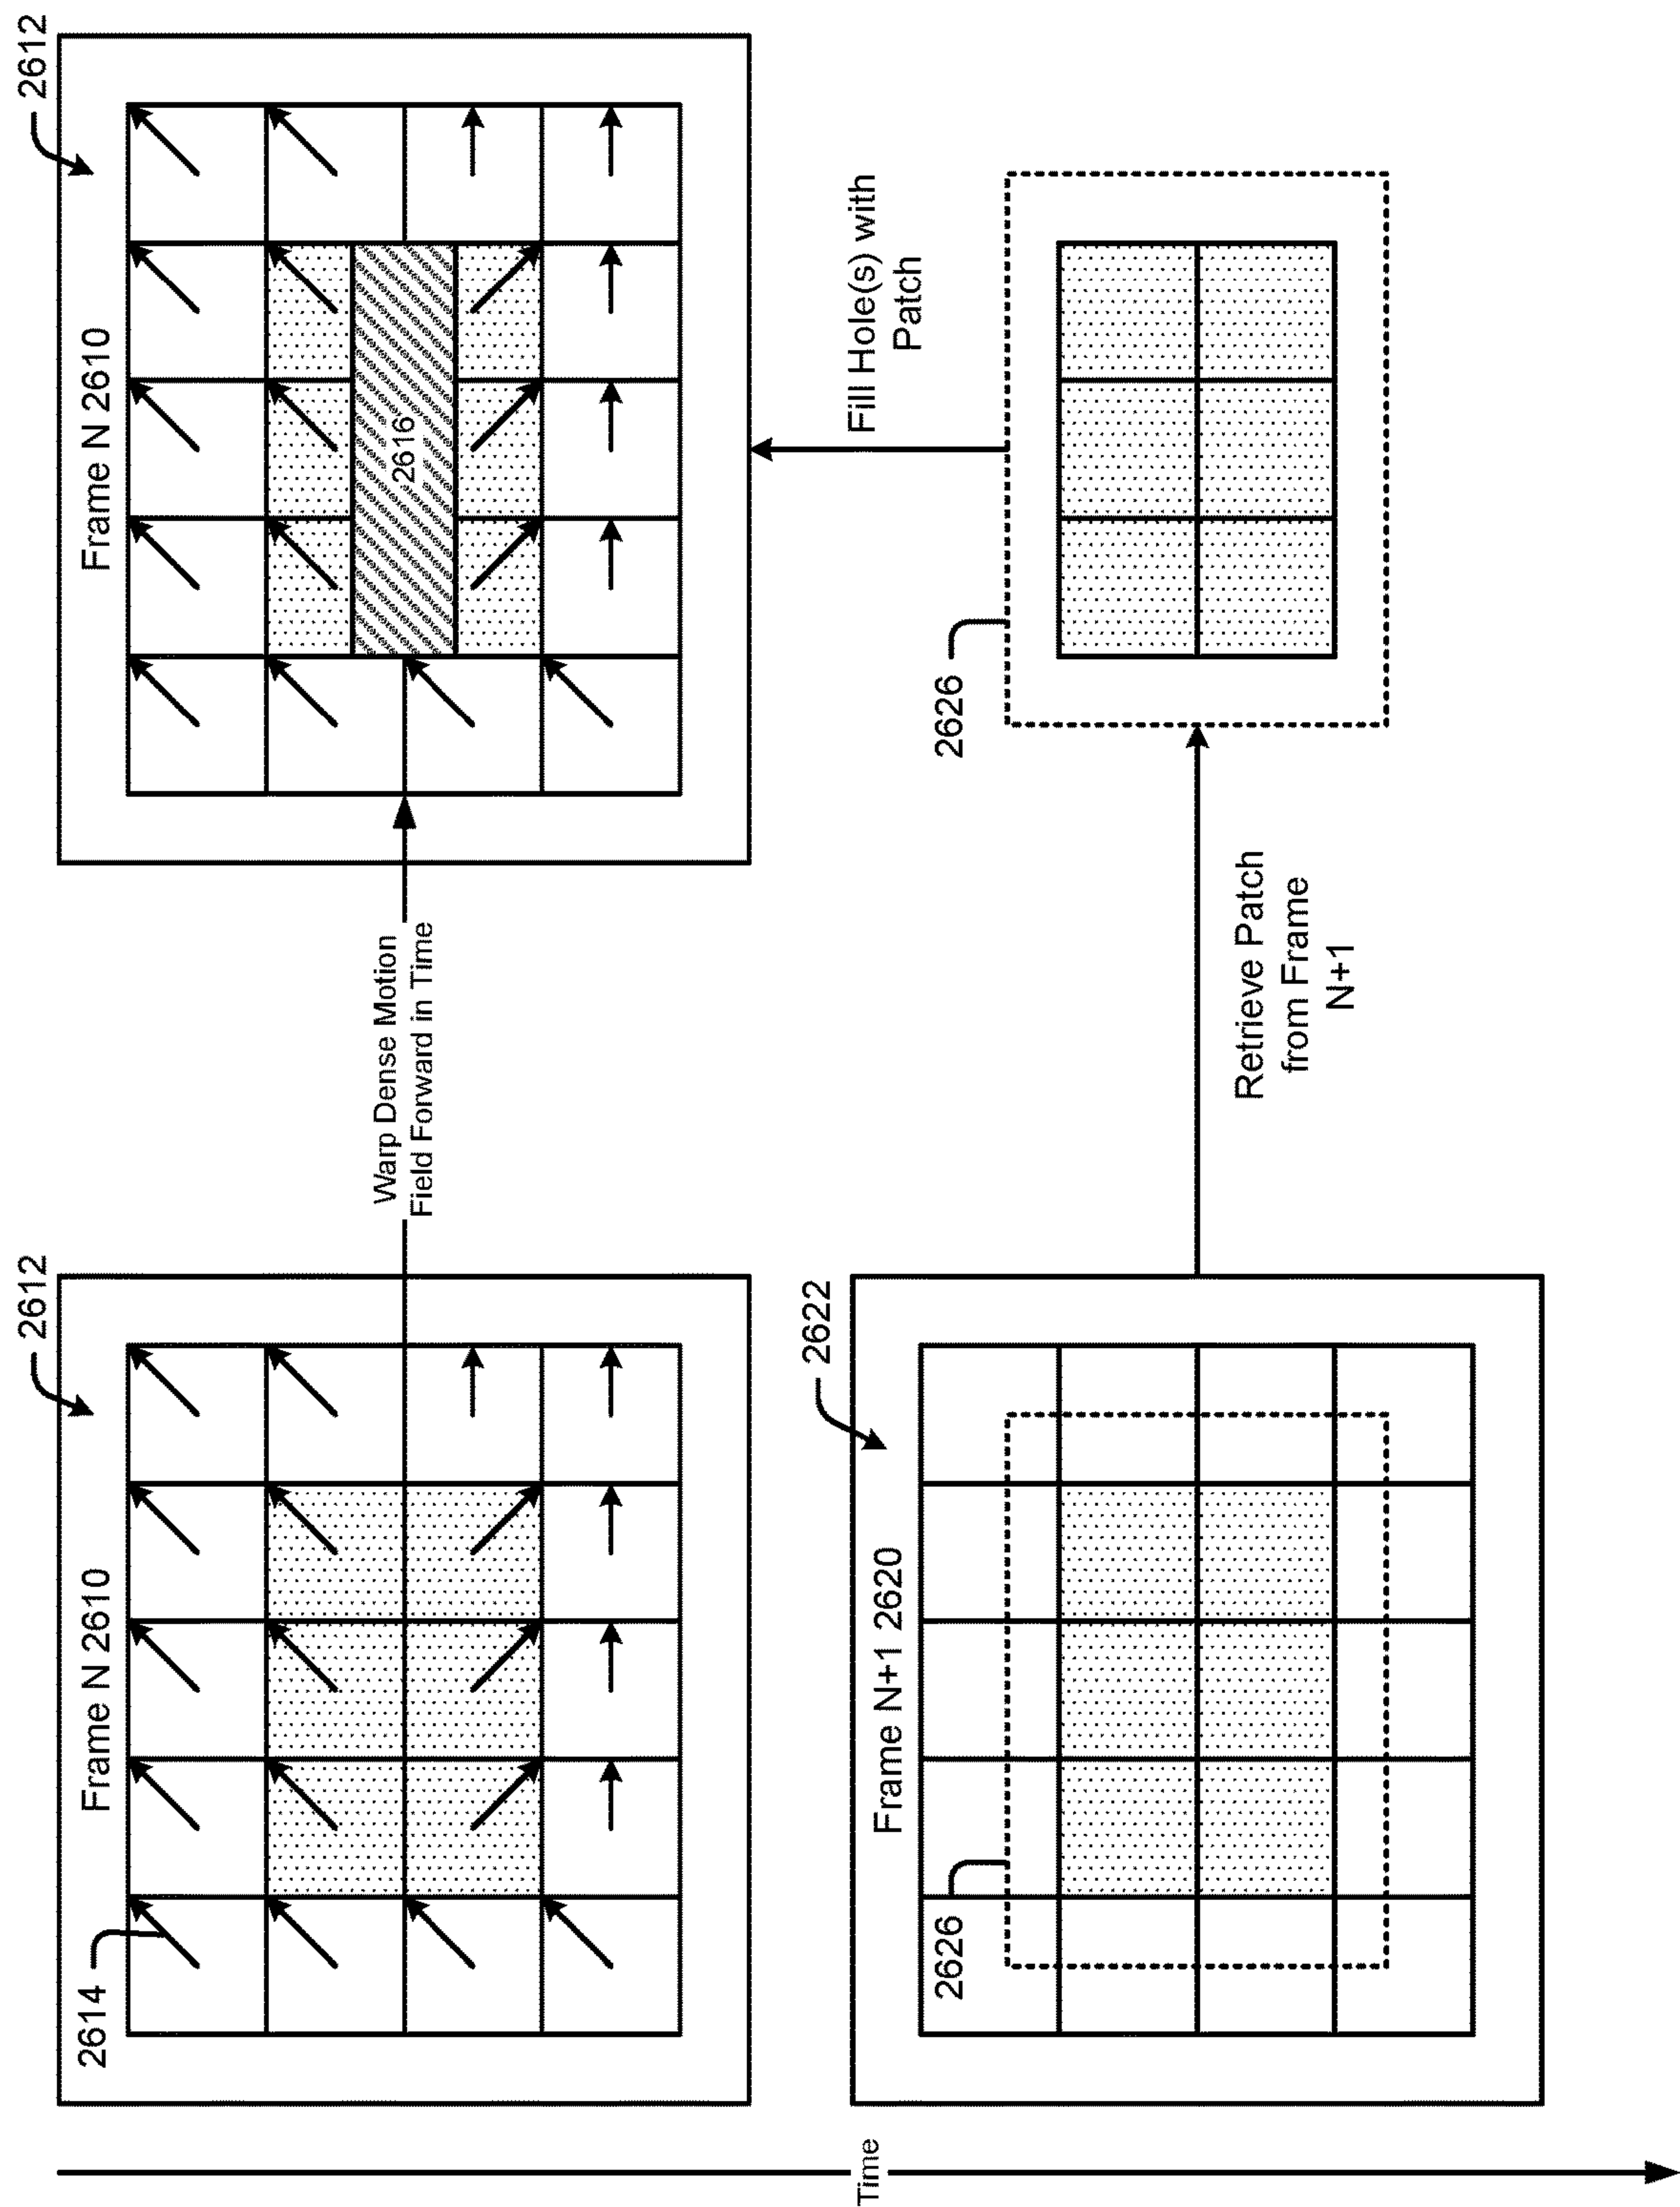 2614
Frame N 2610
2612
Warp Dense Motion
Field Forward in Time
Frame N 2610
2612
2616
Time
2626
Frame N+1 2620
2622
Retrieve Patch
from Frame
N+1
2626
Fill Hole(s) with
Patch